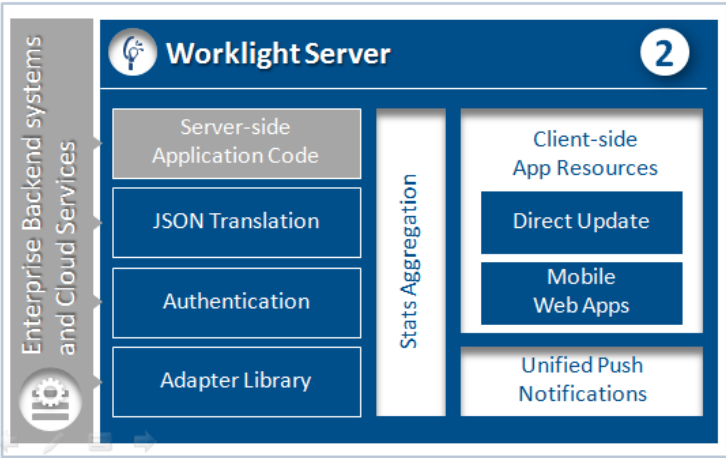 Enterprise Backend systems
and Cloud Services
Worklight Server
2
Server-side
Application Code
JSON Translation
Authentication
Adapter Library
Stats Aggregation
Client-side
App Resources
Direct Update
Mobile
Web Apps
Unified Push
Notifications